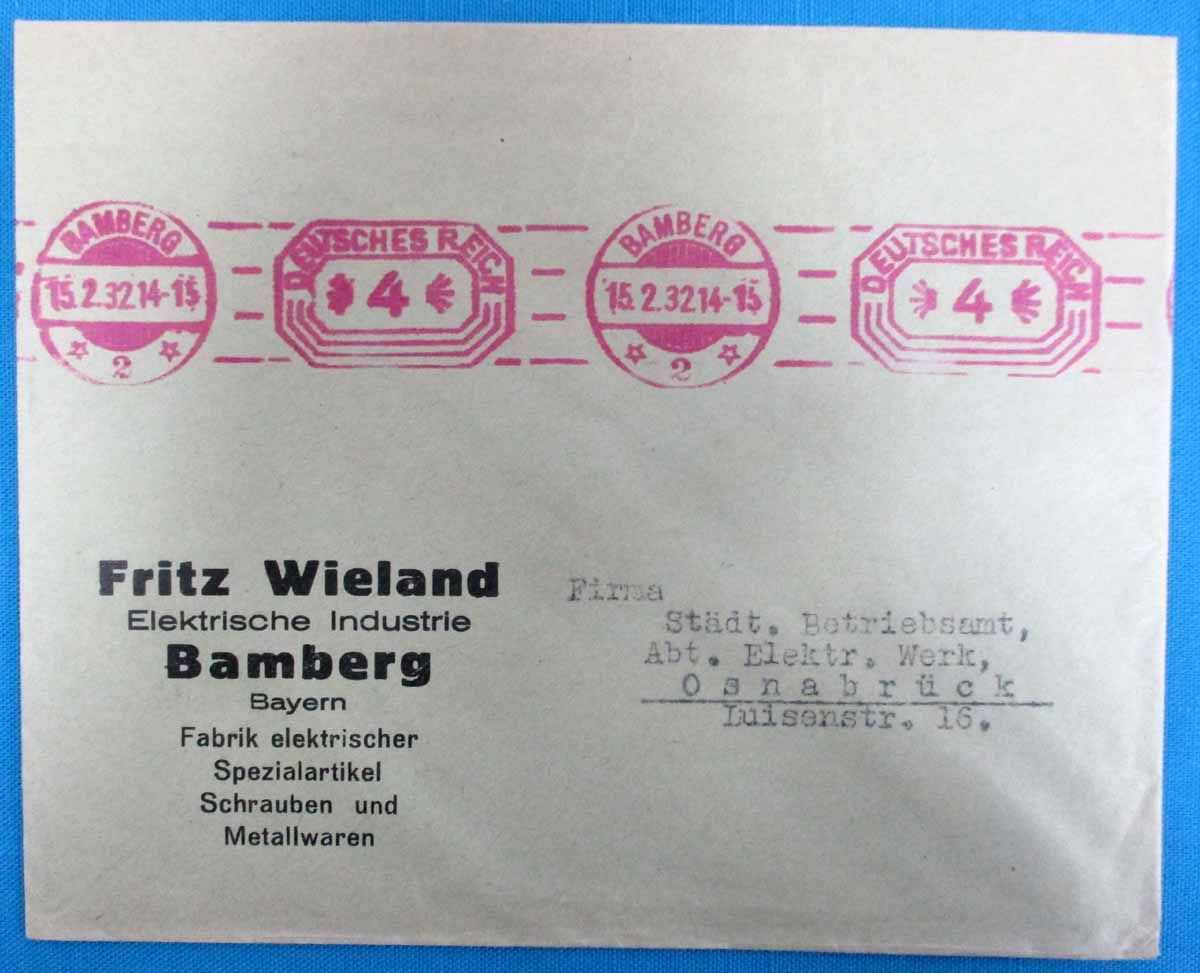 BAMBERG
15.2.32 14-15
2
DEUTSCHES REICH
4
BAMBERG
15.2.32 14-15
2
DEUTSCHES REICH
4
Fritz Wieland
Elektrische Industrie
Bamberg
Bayern
Fabrik elektrischer
Spezialartikel
Schrauben und
Metallwaren
Firma
Städt. Betriebsamt,
Abt. Elektr. Werk,
Osnabrück
Luisenstr. 16.